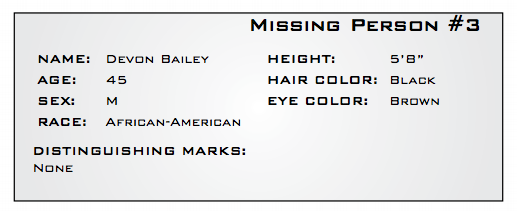 Missing Person #3
Name: Devon Bailey Height: 5'8"
Age: 45 Hair Color: Black
Sex: M Eye Color: Brown
Race: African-American
Distinguishing Marks:
None